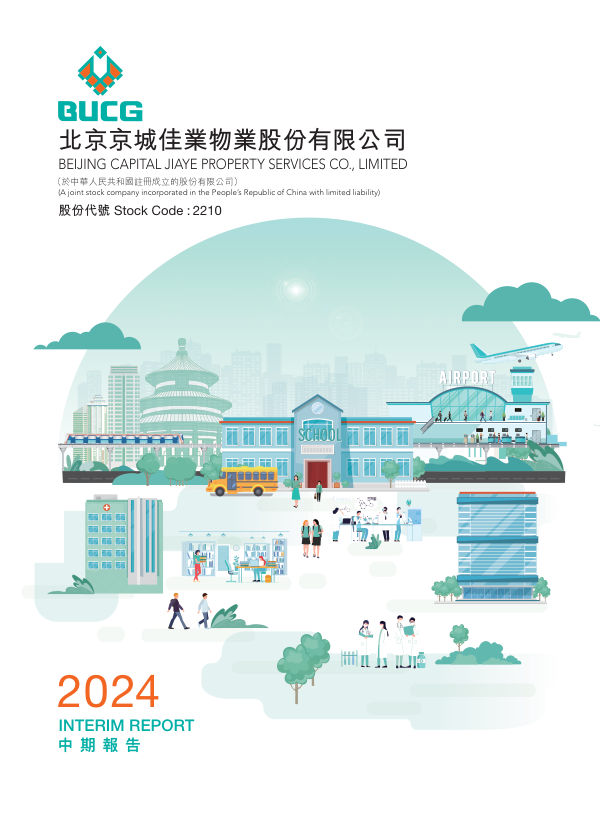 BUCG
北京京城佳業物業股份有限公司
BEIJING CAPITAL JIAYE PROPERTY SERVICES CO., LIMITED
（於中華人民共和國註冊成立的股份有限公司）
(A joint stock company incorporated in the People's Republic of China with limited liability)
股份代號 Stock Code : 2210
AIRPORT
SCHOOL
2024
INTERIM REPORT
中期報告